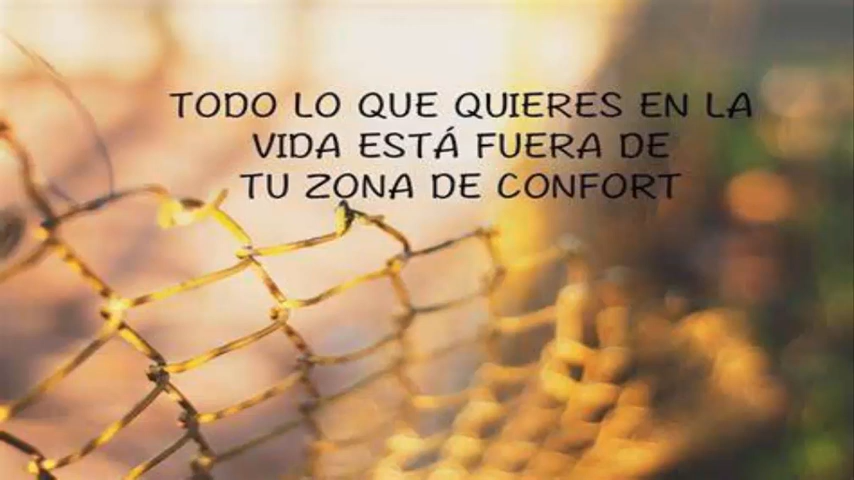 TODO LO QUE QUIERES EN LA
VIDA ESTÁ FUERA DE
TU ZONA DE CONFORT